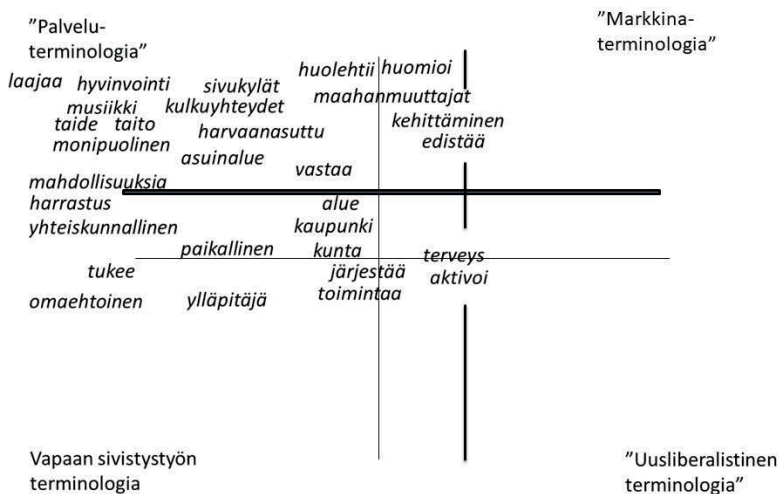 ”Palvelu-
terminologia”
”Markkina-
terminologia”
laajaa hyvinvointi sivukylät huolehtii huomioi
musiikki kulkuyhteydet maahanmuuttajat
taide taito harvaanasuttu kehittäminen
monipuolinen edistää
asuinalue
vastaa
mahdollisuuksia
harrastus alue
yhteiskunnallinen kaupunki
paikallinen kunta terveys
tukee järjestää aktivoi
omaehtoinen ylläpitäjä toimintaa
Vapaan sivistystyön
terminologia
”Uusliberalistinen
terminologia”